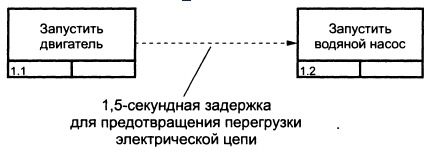 Запустить
двигатель
1.1
Запустить
водяной насос
1.2
1,5-секундная задержка
для предотвращения перегрузки
электрической цепи